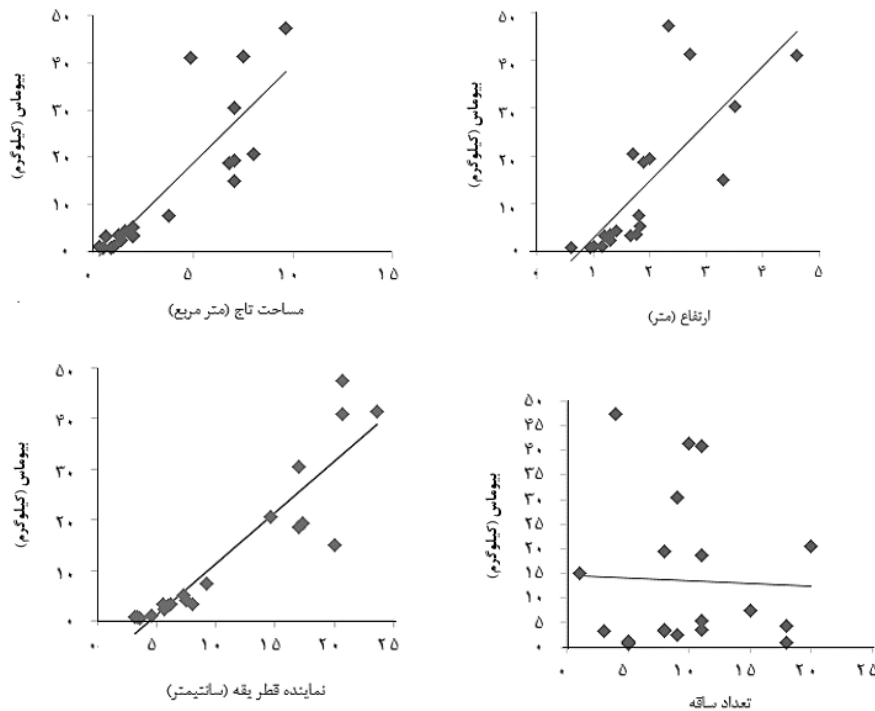 ۵۰
۴۰
۳۰
۲۰
۱۰
۰
بیوماس (کیلوگرم)
۰ ۵ ۱۰ ۱۵
مساحت تاج (متر مربع)
۵۰
۴۰
۳۰
۲۰
۱۰
۰
بیوماس (کیلوگرم)
۰ ۱ ۲ ۳ ۴ ۵
ارتفاع (متر)
۵۰
۴۰
۳۰
۲۰
۱۰
۰
بیوماس (کیلوگرم)
۰ ۵ ۱۰ ۱۵ ۲۰ ۲۵
نماینده قطر یقه (سانتیمتر)
۵۰
۴۵
۴۰
۳۵
۳۰
۲۵
۲۰
۱۵
۱۰
۵
۰
بیوماس (کیلوگرم)
۰ ۵ ۱۰ ۱۵ ۲۰ ۲۵
تعداد ساقه